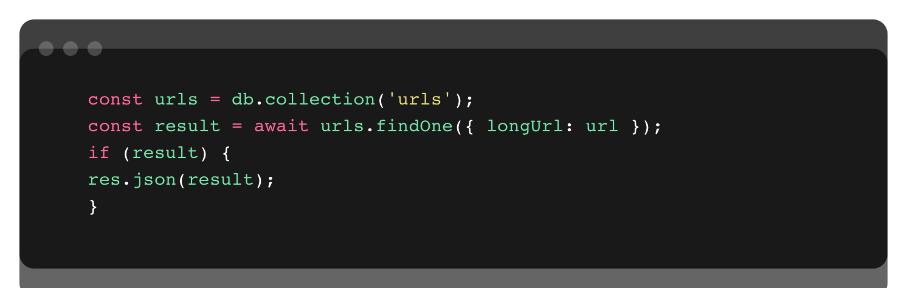 const urls = db.collection('urls');
const result = await urls.findOne({ longUrl: url });
if (result) {
res.json(result);
}